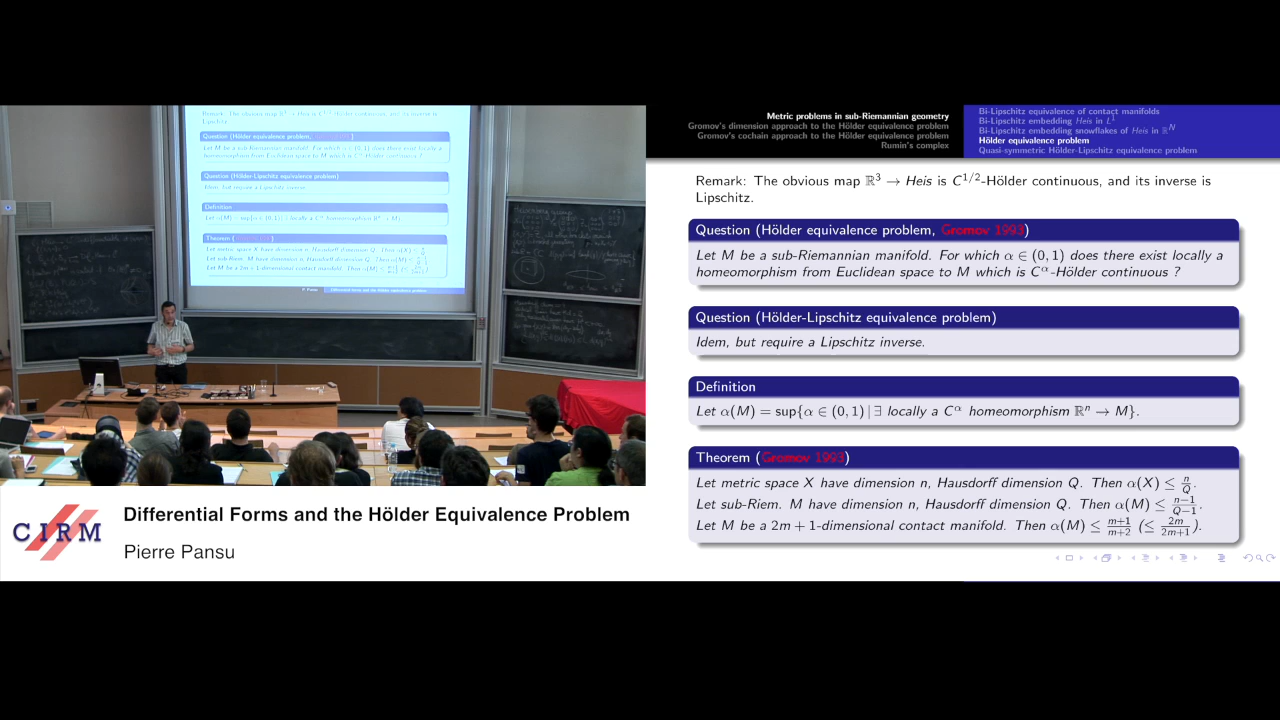 Metric problems in sub-Riemannian geometry
Gromov's dimension approach to the Hölder equivalence problem
Gromov's cochain approach to the Hölder equivalence problem
Rumin's complex
Bi-Lipschitz equivalence of contact manifolds
Bi-Lipschitz embedding Heis in L¹
Bi-Lipschitz embedding snowflakes of Heis in ℝᴺ
Hölder equivalence problem
Quasi-symmetric Hölder-Lipschitz equivalence problem
Remark: The obvious map ℝ³ → Heis is C^{1/2}-Hölder continuous, and its inverse is
Lipschitz.
Question (Hölder equivalence problem, Gromov 1993)
Let M be a sub-Riemannian manifold. For which α ∈ (0, 1) does there exist locally a
homeomorphism from Euclidean space to M which is C^α-Hölder continuous ?
Question (Hölder-Lipschitz equivalence problem)
Idem, but require a Lipschitz inverse.
Definition
Let α(M) = sup{α ∈ (0, 1) | ∃ locally a C^α homeomorphism ℝⁿ → M}.
Theorem (Gromov 1993)
Let metric space X have dimension n, Hausdorff dimension Q. Then α(X) ≤ n/Q.
Let sub-Riem. M have dimension n, Hausdorff dimension Q. Then α(M) ≤ (n−1)/(Q−1).
Let M be a 2m + 1-dimensional contact manifold. Then α(M) ≤ (m+1)/(m+2) (≤ 2m/(2m+1)).
CIRM
Differential Forms and the Hölder Equivalence Problem
Pierre Pansu